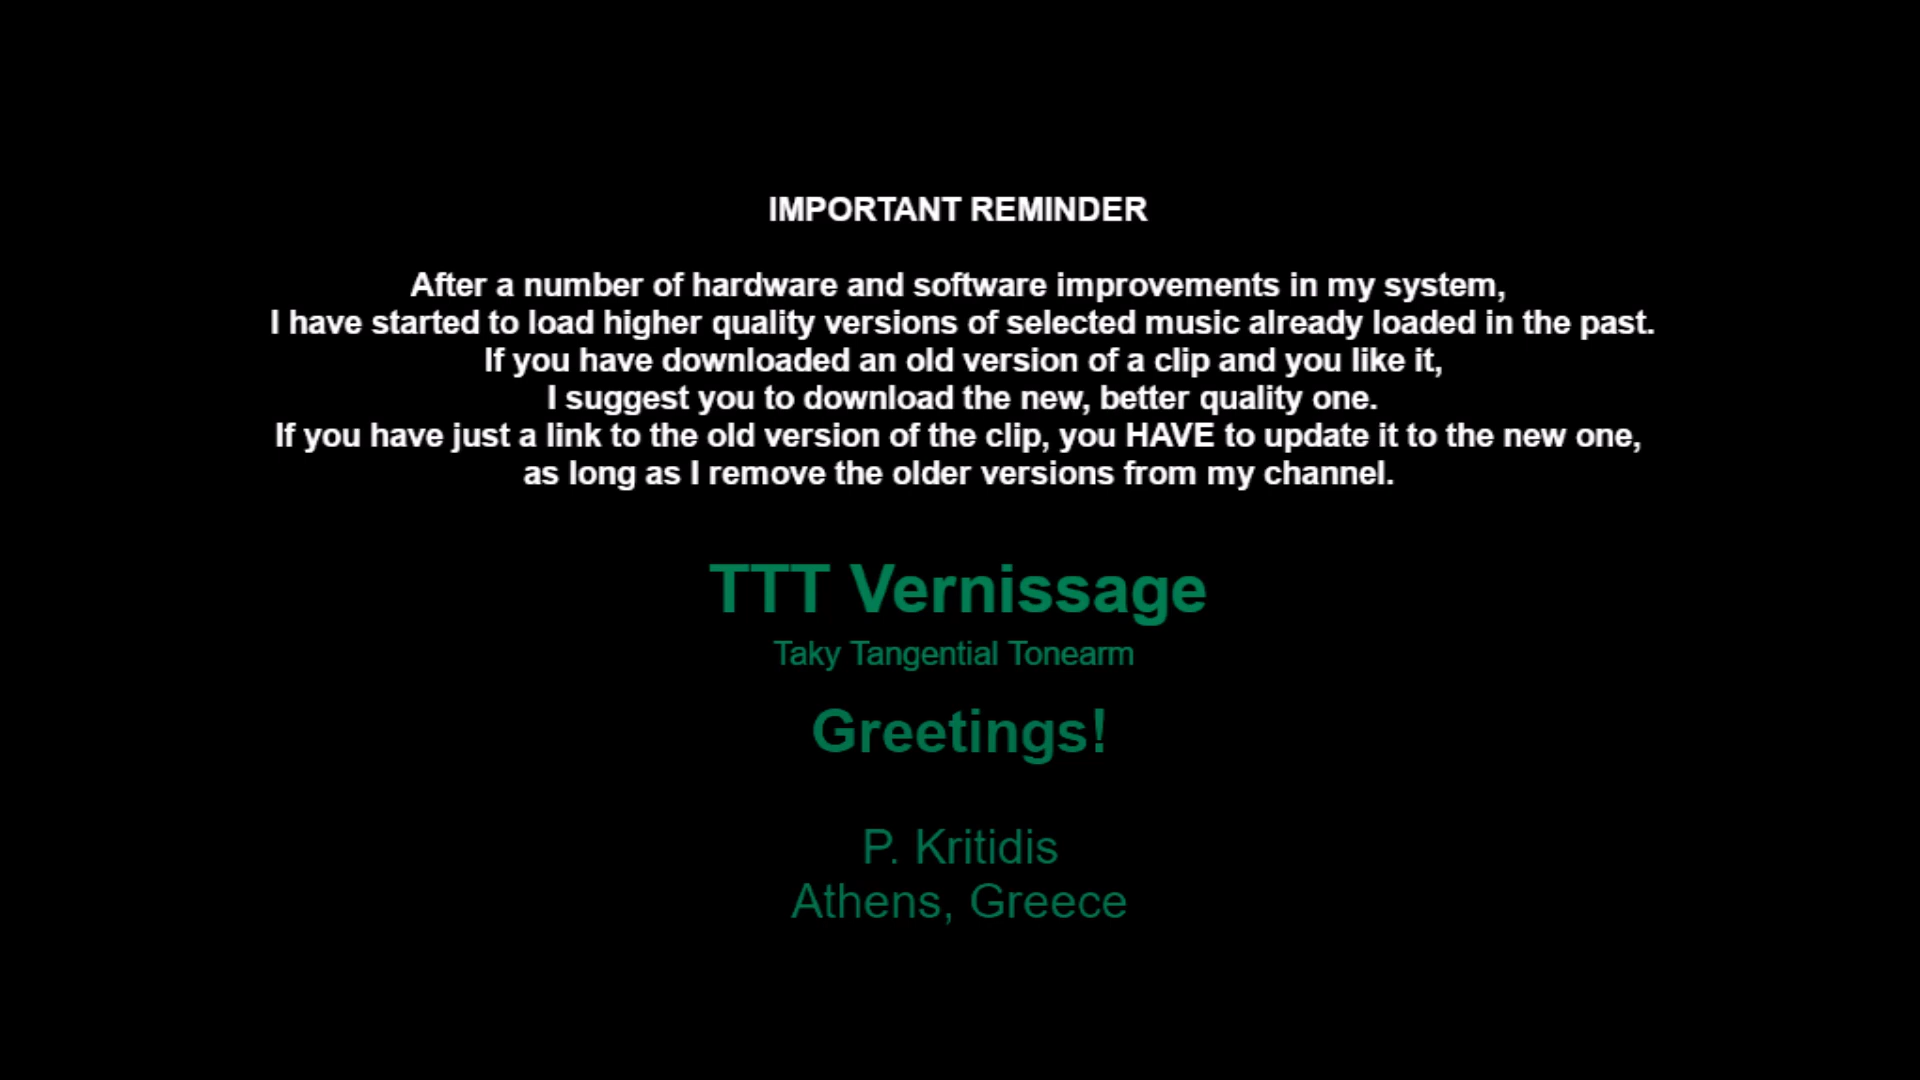 IMPORTANT REMINDER
After a number of hardware and software improvements in my system,
I have started to load higher quality versions of selected music already loaded in the past.
If you have downloaded an old version of a clip and you like it,
I suggest you to download the new, better quality one.
If you have just a link to the old version of the clip, you HAVE to update it to the new one,
as long as I remove the older versions from my channel.
TTT Vernissage
Taky Tangential Tonearm
Greetings!
P. Kritidis
Athens, Greece